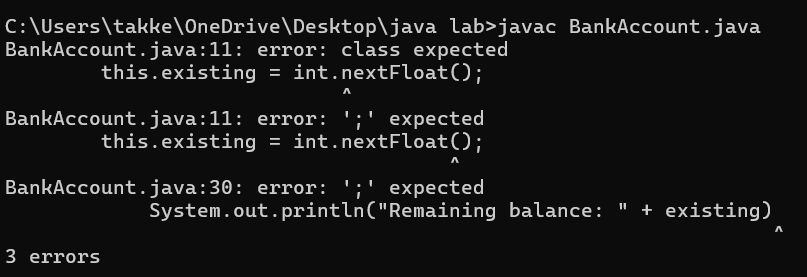 C:\Users\takke\OneDrive\Desktop\java lab>javac BankAccount.java
BankAccount.java:11: error: class expected
        this.existing = int.nextFloat();
                            ^
BankAccount.java:11: error: ';' expected
        this.existing = int.nextFloat();
                                     ^
BankAccount.java:30: error: ';' expected
            System.out.println("Remaining balance: " + existing)
                                                                ^
3 errors